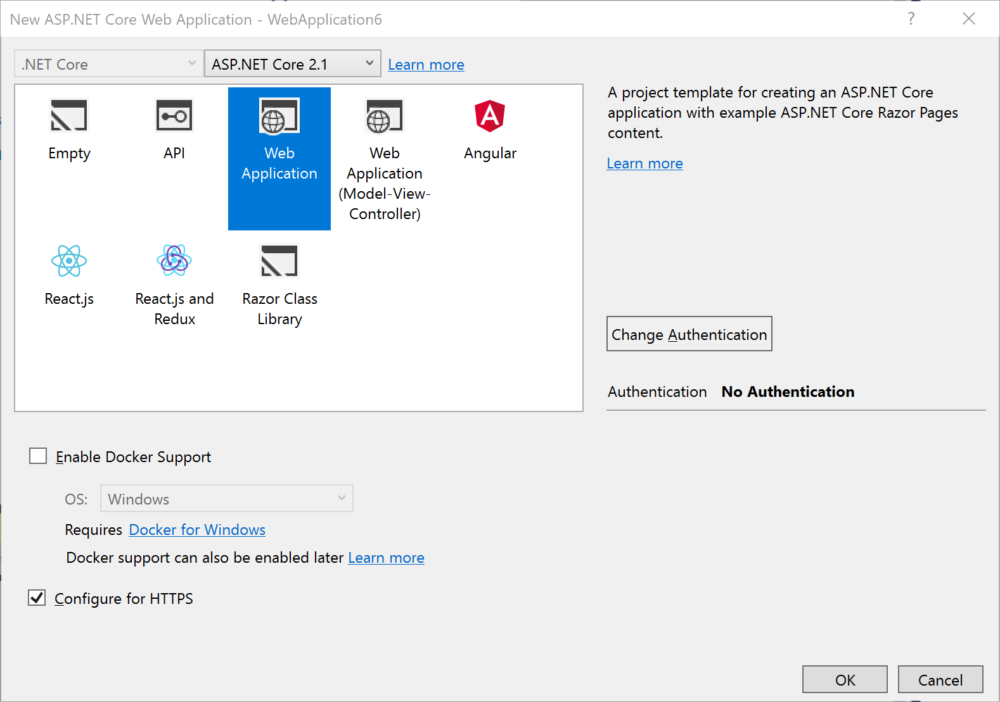 New ASP.NET Core Web Application - WebApplication6
?
.NET Core
ASP.NET Core 2.1
Learn more
Empty
API
Web
Application
Web
Application
(Model-View-
Controller)
Angular
React.js
React.js and
Redux
Razor Class
Library
A project template for creating an ASP.NET Core
application with example ASP.NET Core Razor Pages
content.
Learn more
Change Authentication
Authentication No Authentication
Enable Docker Support
OS: Windows
Requires Docker for Windows
Docker support can also be enabled later Learn more
Configure for HTTPS
OK
Cancel